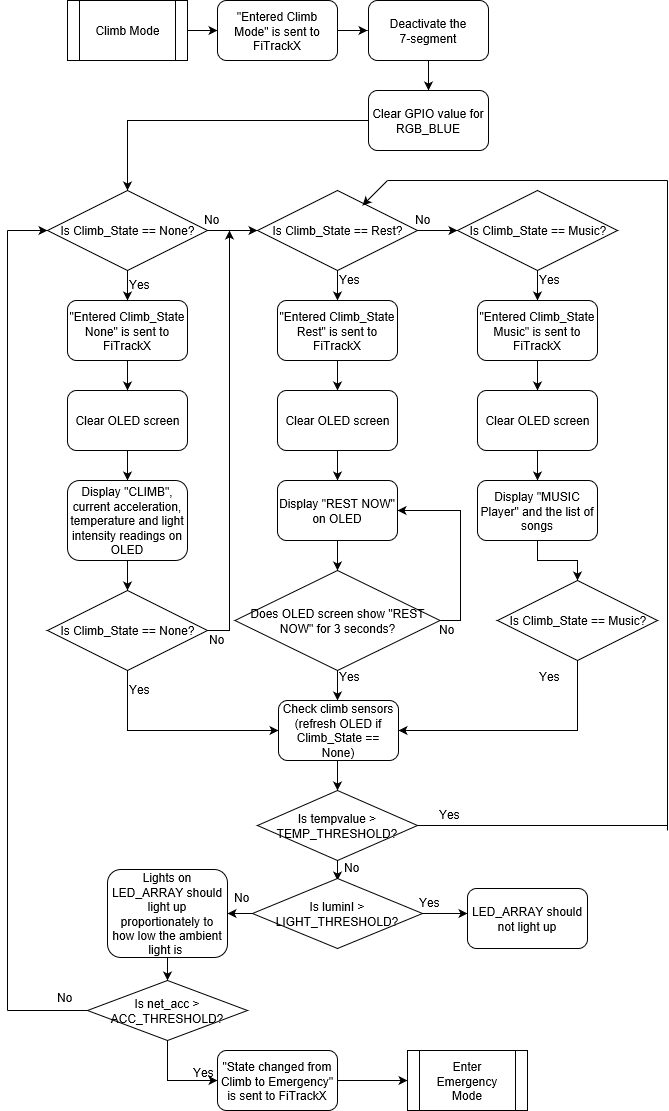 Climb Mode
"Entered Climb
Mode" is sent to
FiTrackX
Deactivate the
7-segment
Clear GPIO value for
RGB_BLUE
Is Climb_State == None?
No
Is Climb_State == Rest?
No
Is Climb_State == Music?
Yes
Yes
Yes
"Entered Climb_State
None" is sent to
FiTrackX
"Entered Climb_State
Rest" is sent to
FiTrackX
"Entered Climb_State
Music" is sent to
FiTrackX
Clear OLED screen
Clear OLED screen
Clear OLED screen
Display "CLIMB",
current acceleration,
temperature and light
intensity readings on
OLED
Display "REST NOW"
on OLED
Display "MUSIC
Player" and the list of
songs
Is Climb_State == None?
No
Does OLED screen show "REST
NOW" for 3 seconds?
No
Is Climb_State == Music?
Yes
Yes
Yes
Check climb sensors
(refresh OLED if
Climb_State ==
None)
Is tempvalue >
TEMP_THRESHOLD?
Yes
No
Lights on
LED_ARRAY should
light up
proportionately to
how low the ambient
light is
No
Is luminI >
LIGHT_THRESHOLD?
Yes
LED_ARRAY should
not light up
No
Is net_acc >
ACC_THRESHOLD?
Yes
"State changed from
Climb to Emergency"
is sent to FiTrackX
Enter
Emergency
Mode